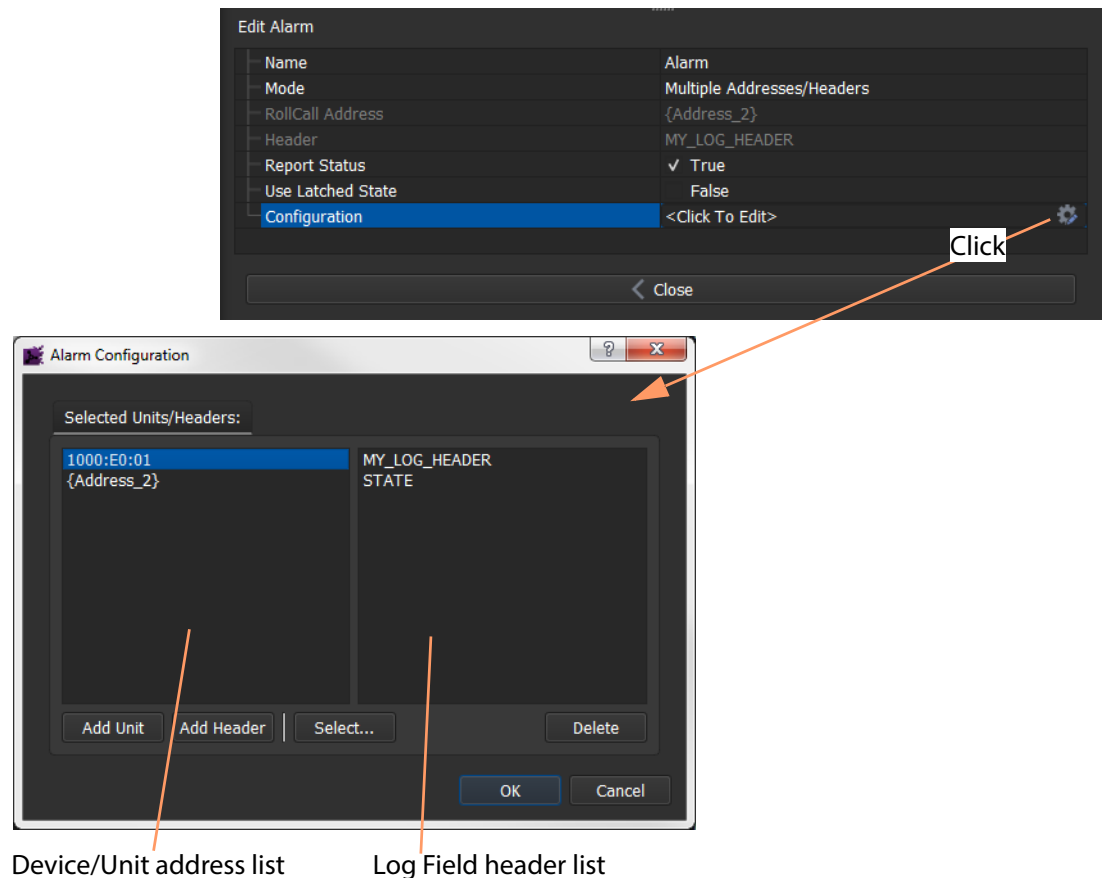 Edit Alarm
Name Alarm
Mode Multiple Addresses/Headers
RollCall Address {Address_2}
Header MY_LOG_HEADER
Report Status ✓ True
Use Latched State False
Configuration <Click To Edit>
Click
Close
Alarm Configuration
Selected Units/Headers:
1000:E0:01 MY_LOG_HEADER
{Address_2} STATE
Add Unit Add Header Select... Delete
OK Cancel
Device/Unit address list Log Field header list